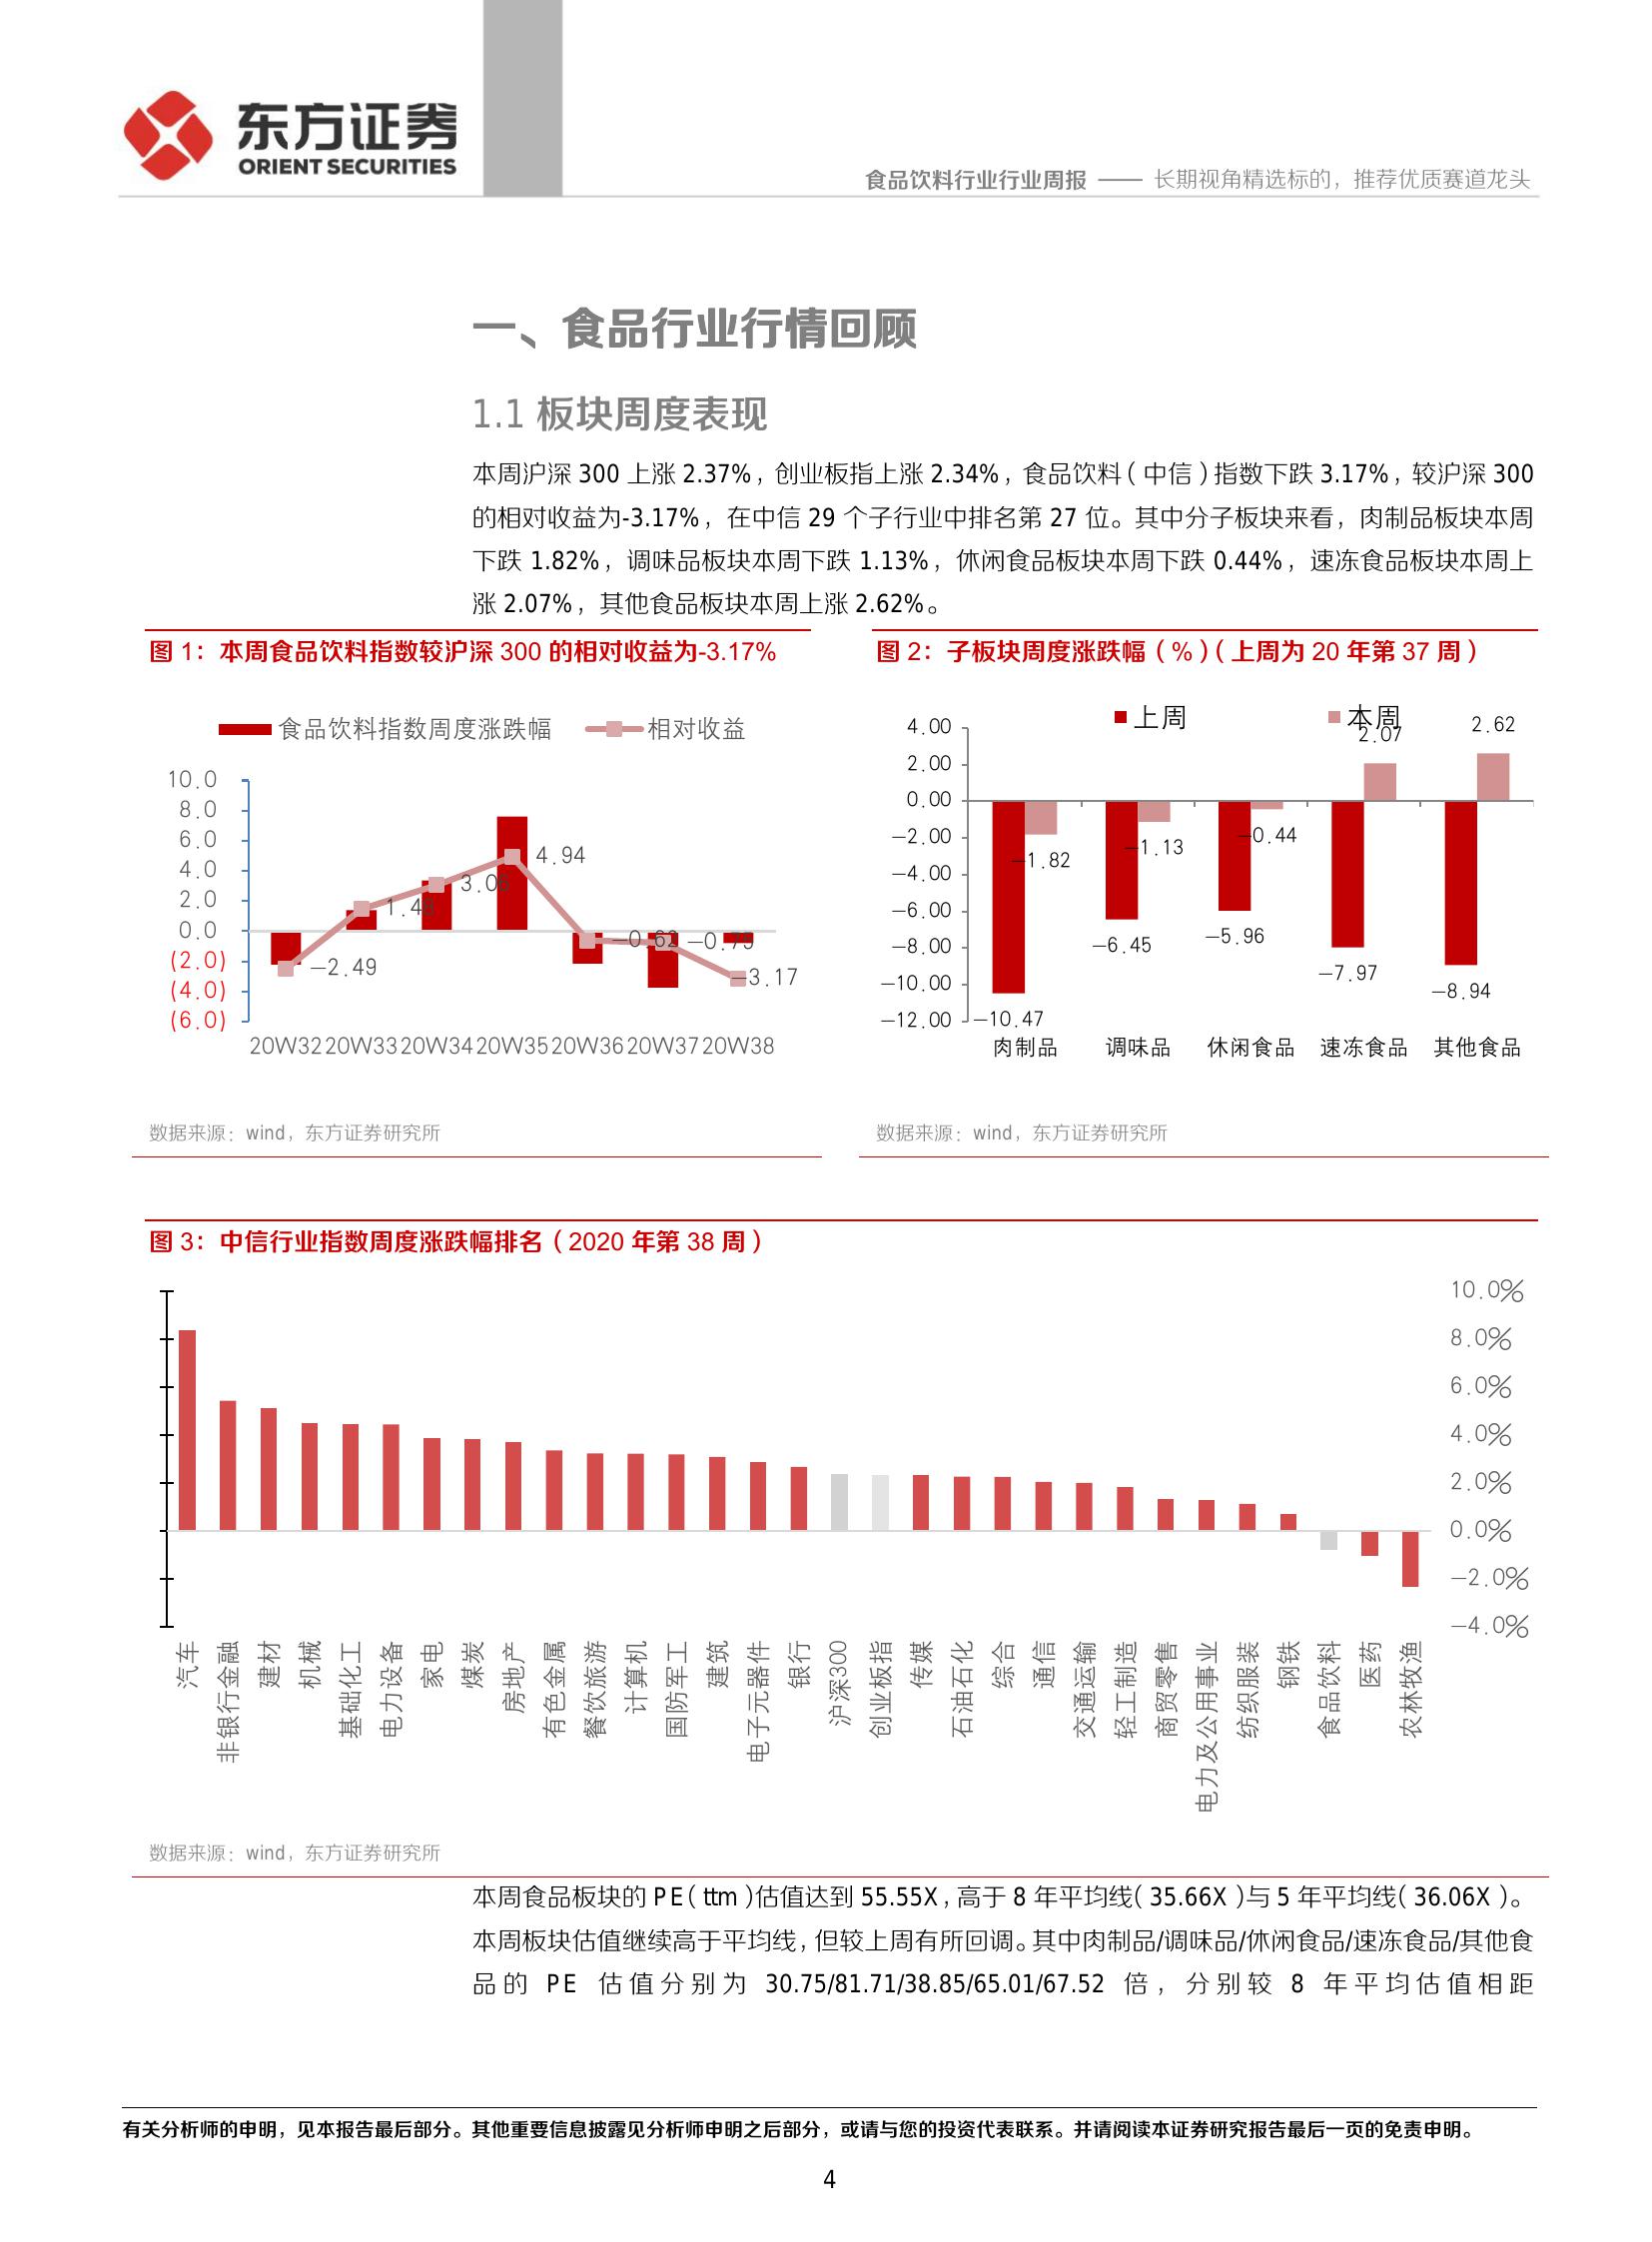 东方证券
ORIENT SECURITIES
食品饮料行业行业周报 —— 长期视角精选标的，推荐优质赛道龙头
一、食品行业行情回顾
1.1 板块周度表现
本周沪深 300 上涨 2.37%，创业板指上涨 2.34%，食品饮料（中信）指数下跌 3.17%，较沪深 300
的相对收益为-3.17%，在中信 29 个子行业中排名第 27 位。其中分子板块来看，肉制品板块本周
下跌 1.82%，调味品板块本周下跌 1.13%，休闲食品板块本周下跌 0.44%，速冻食品板块本周上
涨 2.07%，其他食品板块本周上涨 2.62%。
图 1：本周食品饮料指数较沪深 300 的相对收益为-3.17%
食品饮料指数周度涨跌幅 相对收益
10.0
8.0
6.0
4.0
2.0
0.0
(2.0)
(4.0)
(6.0)
−2.49
4.94
−0.62
−0.75
−3.17
20W32 20W33 20W34 20W35 20W36 20W37 20W38
数据来源：wind，东方证券研究所
图 2：子板块周度涨跌幅（%）（上周为 20 年第 37 周）
上周 本周
4.00
2.00
0.00
−2.00
−4.00
−6.00
−8.00
−10.00
−12.00
2.07
2.62
−1.82
−1.13
−0.44
−10.47
−6.45
−5.96
−7.97
−8.94
肉制品 调味品 休闲食品 速冻食品 其他食品
数据来源：wind，东方证券研究所
图 3：中信行业指数周度涨跌幅排名（2020 年第 38 周）
10.0%
8.0%
6.0%
4.0%
2.0%
0.0%
−2.0%
−4.0%
汽车
非银行金融
建材
机械
基础化工
电力设备
家电
煤炭
房地产
有色金属
餐饮旅游
计算机
国防军工
建筑
电子元器件
银行
沪深300
创业板指
传媒
石油石化
综合
通信
交通运输
轻工制造
商贸零售
电力及公用事业
纺织服装
钢铁
食品饮料
医药
农林牧渔
数据来源：wind，东方证券研究所
本周食品板块的 PE（ttm）估值达到 55.55X，高于 8 年平均线（35.66X）与 5 年平均线（36.06X）。
本周板块估值继续高于平均线，但较上周有所回调。其中肉制品/调味品/休闲食品/速冻食品/其他食
品的 PE 估值分别为 30.75/81.71/38.85/65.01/67.52 倍，分别较 8 年平均估值相距
有关分析师的申明，见本报告最后部分。其他重要信息披露见分析师申明之后部分，或请与您的投资代表联系。并请阅读本证券研究报告最后一页的免责申明。
4